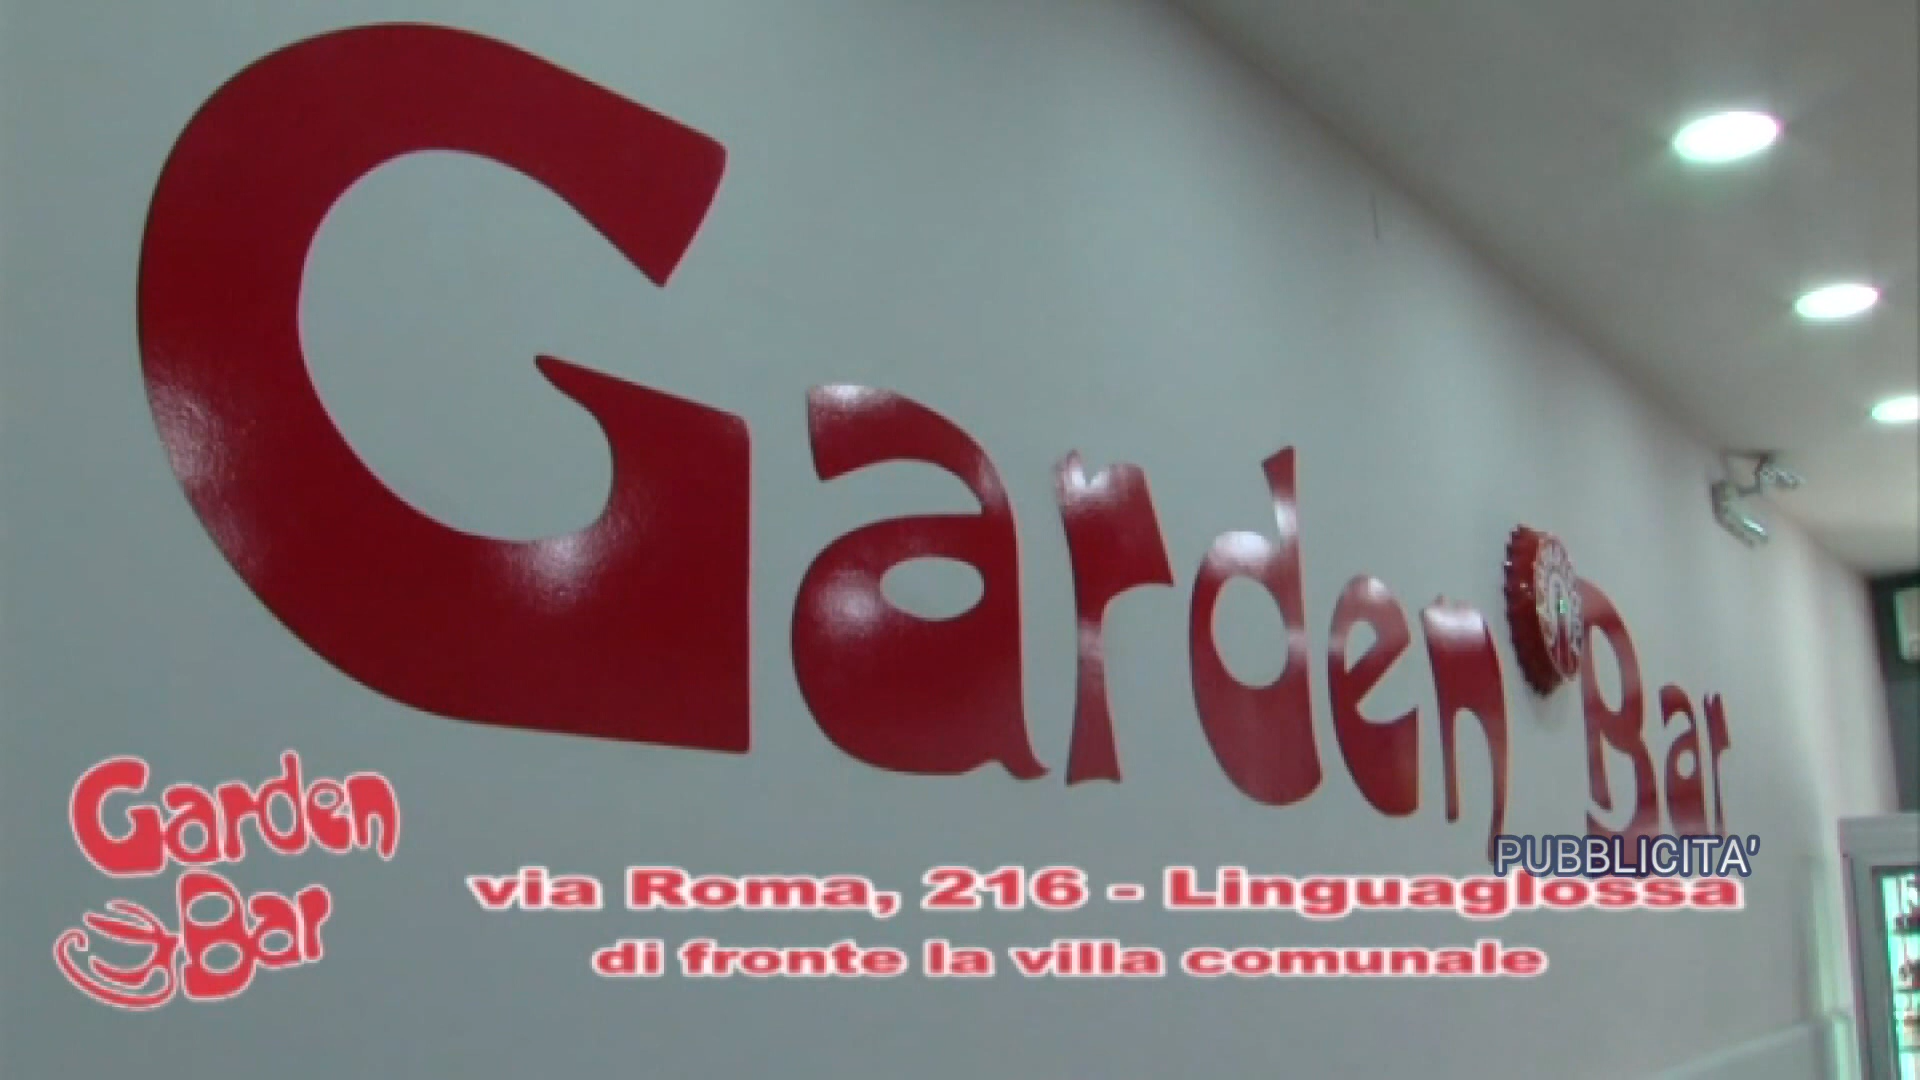 Garden Bar
Garden
Bar
PUBBLICITA'
via Roma, 216 - Linguaglossa
di fronte la villa comunale